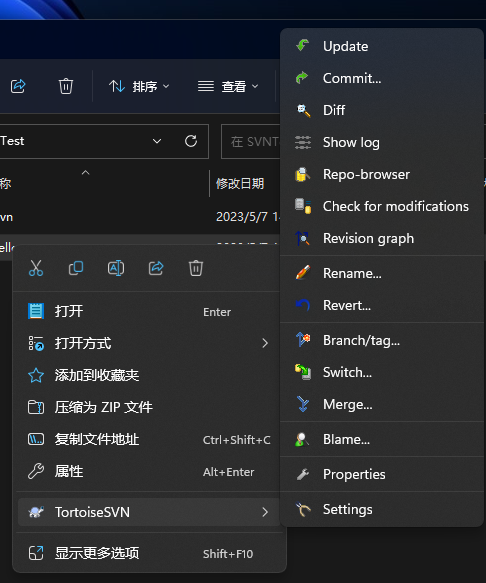 排序
查看
Test
在 SVNT
称
修改日期
vn
2023/5/7 1
ello
打开
Enter
打开方式
添加到收藏夹
压缩为 ZIP 文件
复制文件地址
Ctrl+Shift+C
属性
Alt+Enter
TortoiseSVN
显示更多选项
Shift+F10
Update
Commit...
Diff
Show log
Repo-browser
Check for modifications
Revision graph
Rename...
Revert...
Branch/tag...
Switch...
Merge...
Blame...
Properties
Settings